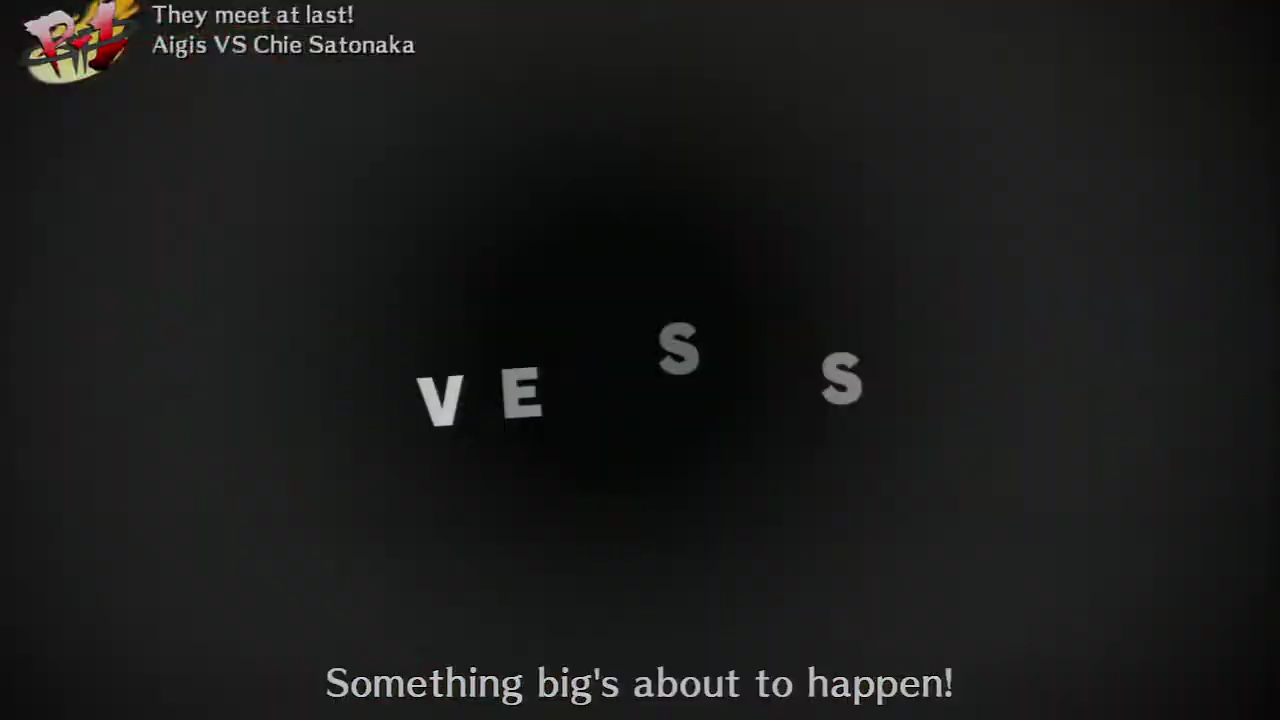 They meet at last!
Aigis VS Chie Satonaka
V E S S
Something big's about to happen!